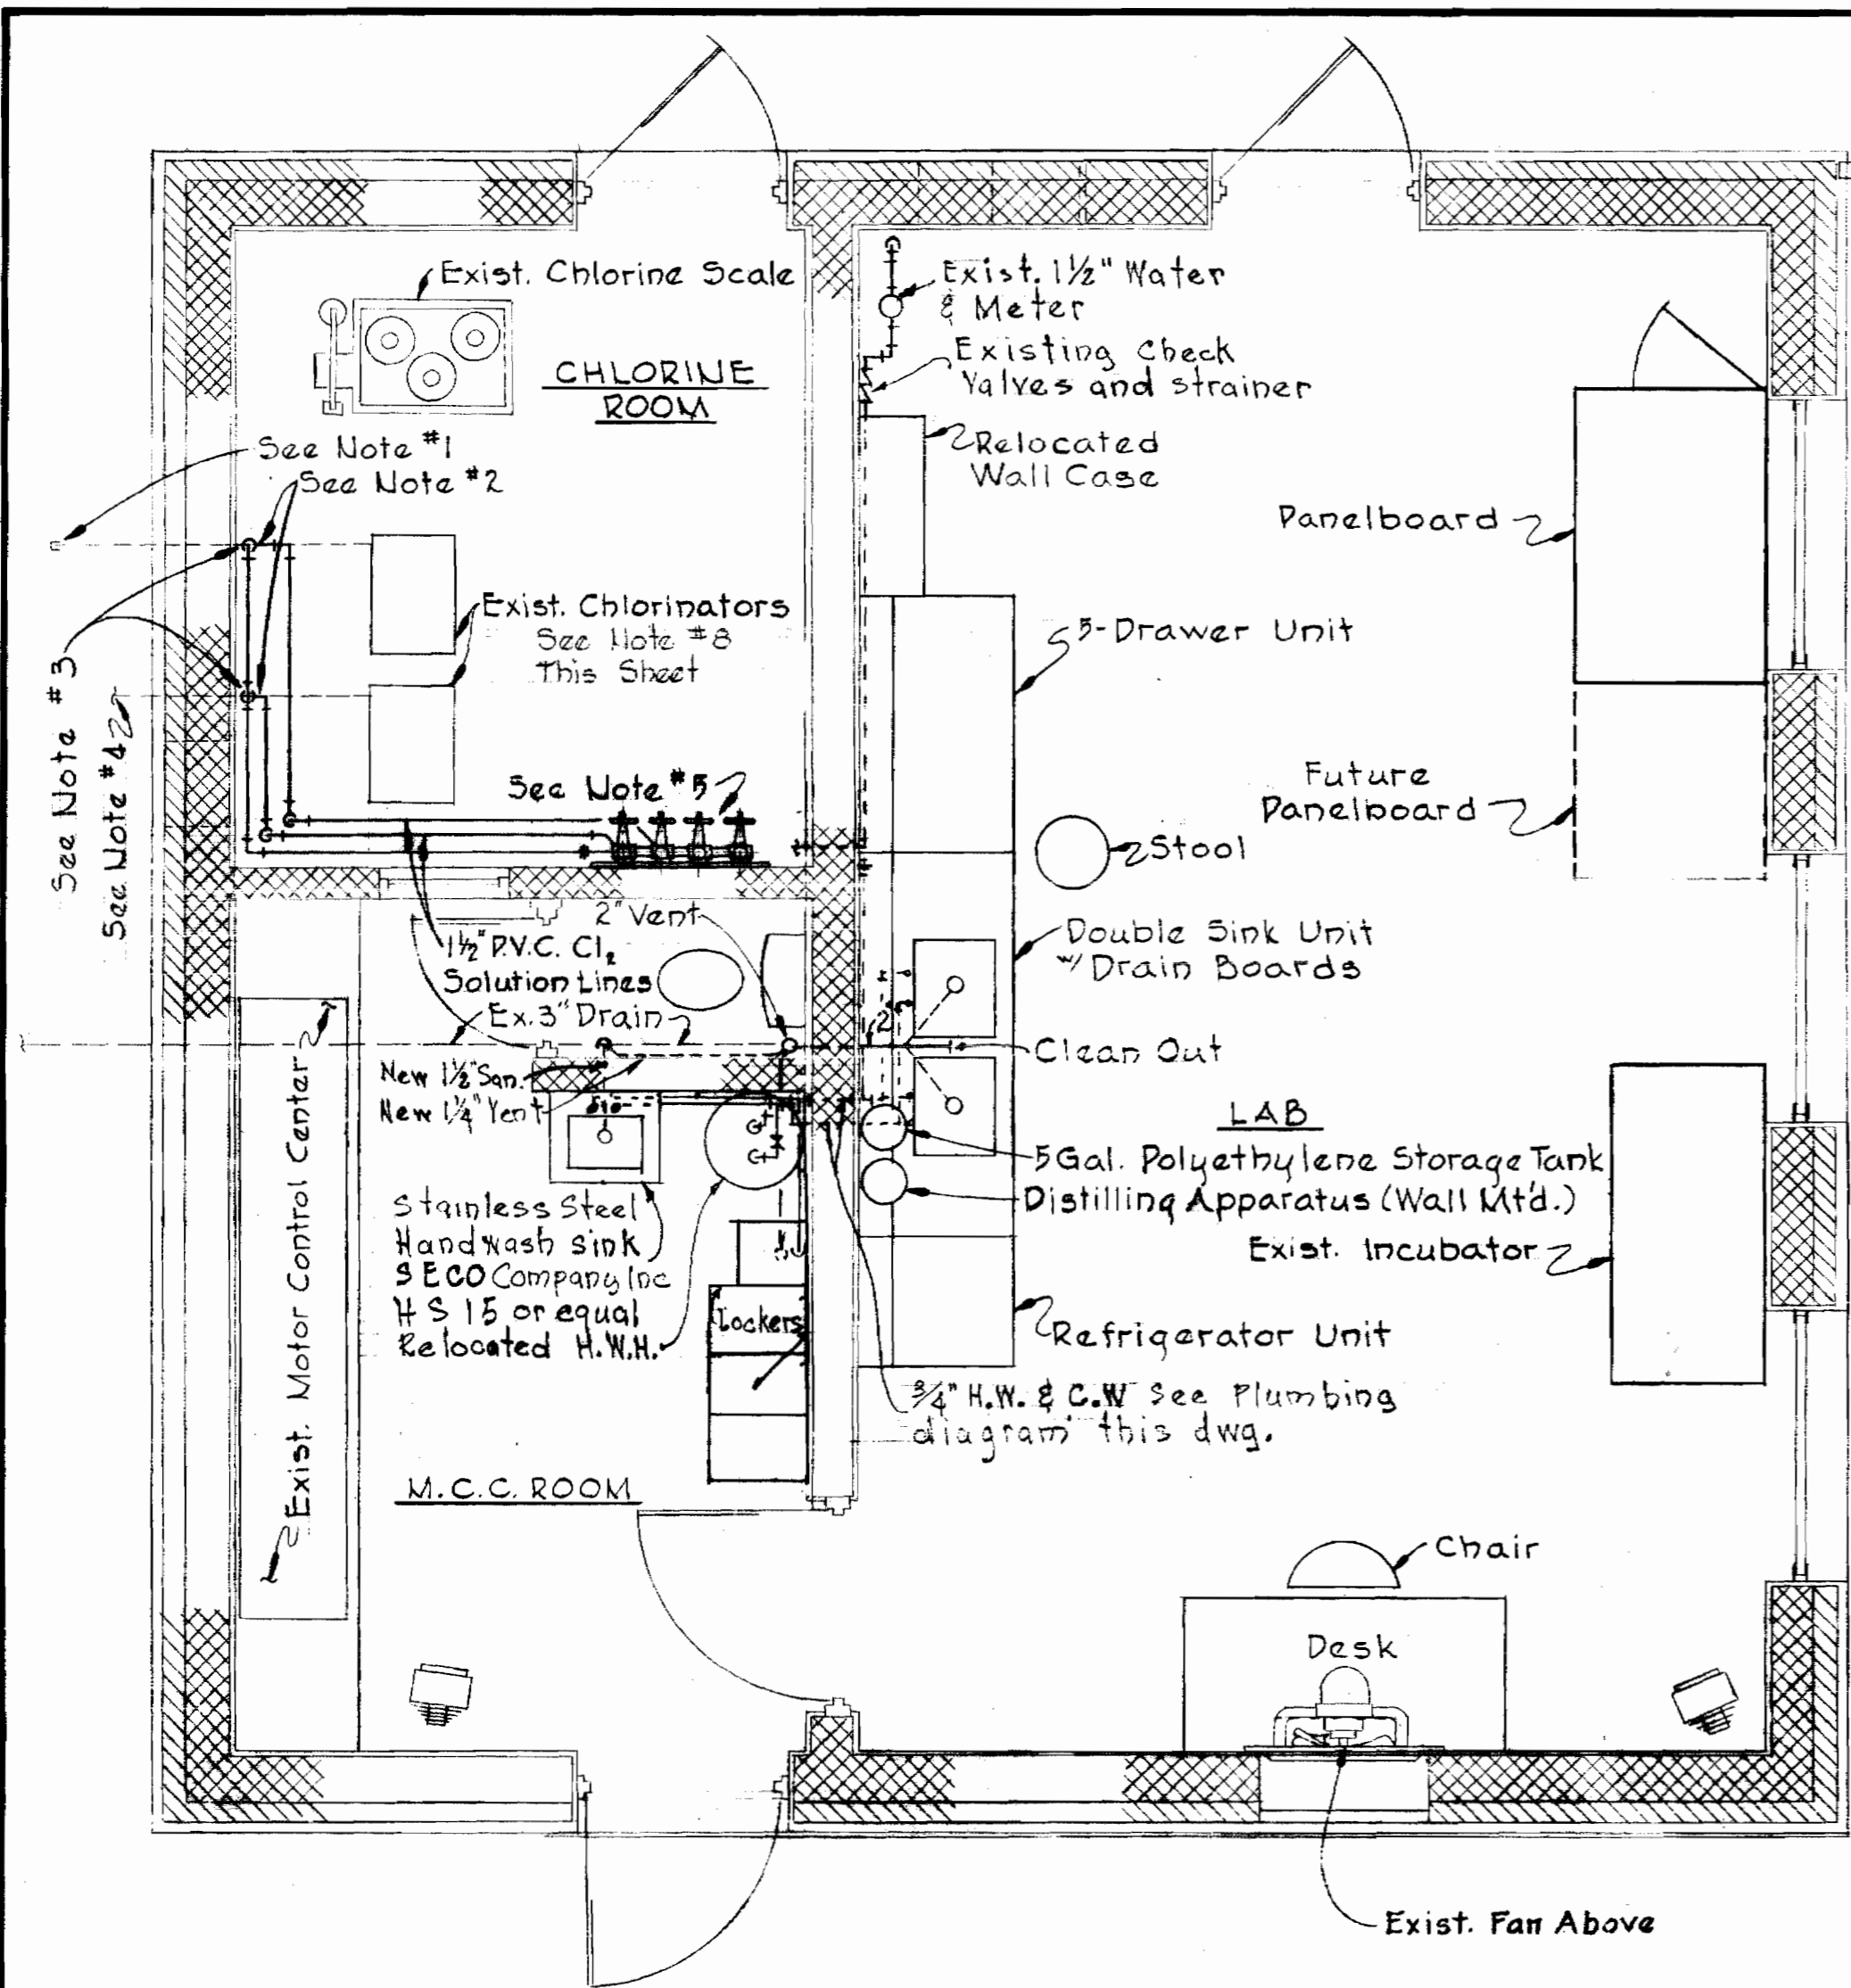 Exist. Chlorine Scale
CHLORINE
ROOM
Exist. 1½" Water
& Meter
Existing Check
Valves and strainer
Relocated
Wall Case
See Note #1
See Note #2
Panelboard
Exist. Chlorinators
See Note #8
This Sheet
5-Drawer Unit
See Note #3
See Note #4
See Note #5
Future
Panelboard
Stool
2" Vent
1½" P.V.C. Cl₂
Solution Lines
Ex. 3" Drain
Double Sink Unit
w/ Drain Boards
2"
Clean Out
New 1½" San.
New 1¼" Vent
LAB
5 Gal. Polyethylene Storage Tank
Distilling Apparatus (Wall Mt'd.)
Exist. Incubator
Stainless Steel
Handwash sink
SECO Company Inc
H S 15 or equal
Relocated H.W.H.
Lockers
Refrigerator Unit
Exist. Motor Control Center
¾" H.W. & C.W See Plumbing
diagram this dwg.
M.C.C. ROOM
Chair
Desk
Exist. Fan Above